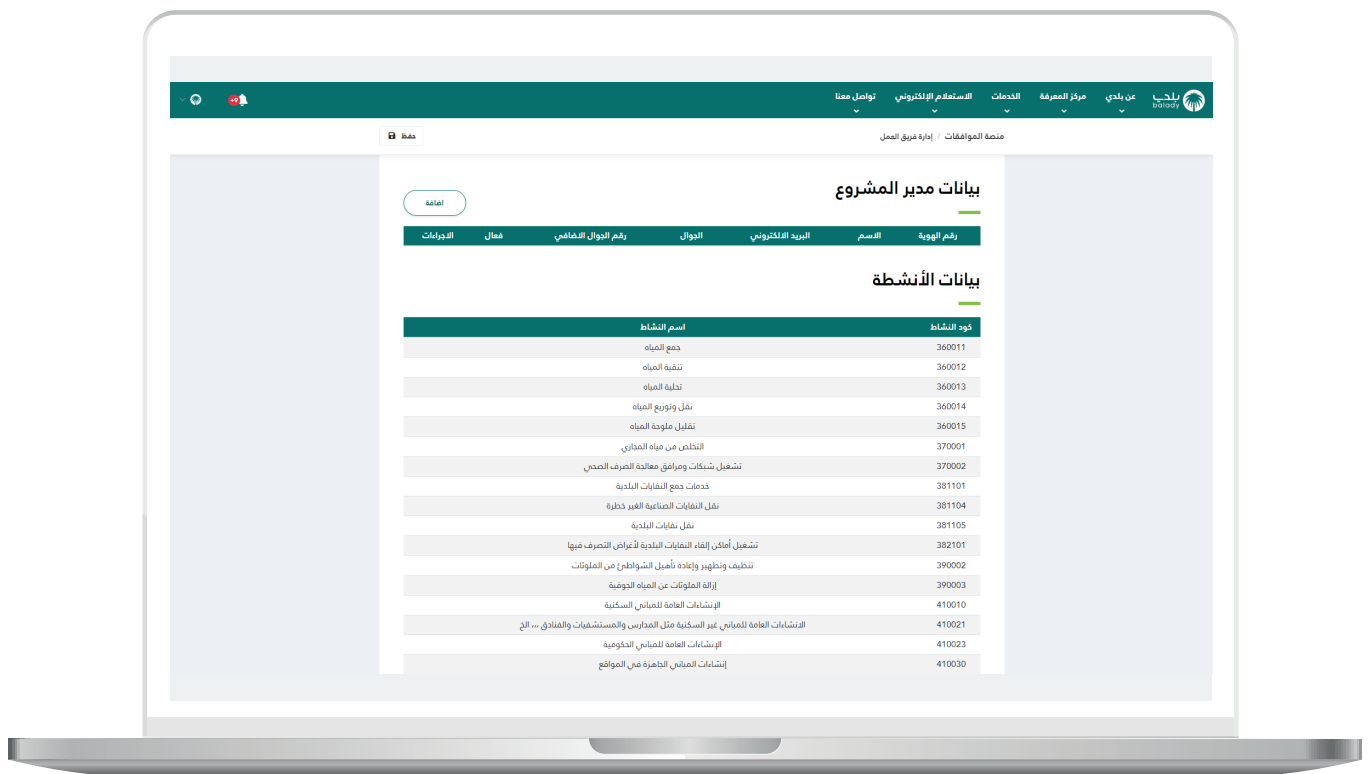 بلدي balady عن بلدي مركز المعرفة الخدمات الاستعلام الإلكتروني تواصل معنا +9
منصة الموافقات / إدارة فريق العمل حفظ
بيانات مدير المشروع
اضافة
رقم الهوية الاسم البريد الالكتروني الجوال رقم الجوال الاضافي فعال الاجراءات
بيانات الأنشطة
كود النشاط اسم النشاط
360011 جمع المياه
360012 تنقية المياه
360013 تحلية المياه
360014 نقل وتوزيع المياه
360015 تقليل ملوحة المياه
370001 التخلص من مياه المجاري
370002 تشغيل شبكات ومرافق معالجة الصرف الصحي
381101 خدمات جمع النفايات البلدية
381104 نقل النفايات الصناعية الغير خطرة
381105 نقل نفايات البلدية
382101 تشغيل أماكن إلقاء النفايات البلدية لأغراض التصرف فيها
390002 تنظيف وتطهير وإعادة تأهيل الشواطئ من الملوثات
390003 إزالة الملوثات عن المياه الجوفية
410010 الإنشاءات العامة للمباني السكنية
410021 الانشاءات العامة للمباني غير السكنية مثل المدارس والمستشفيات والفنادق ،،، الخ
410023 الإنشاءات العامة للمباني الحكومية
410030 إنشاءات المباني الجاهزة في المواقع